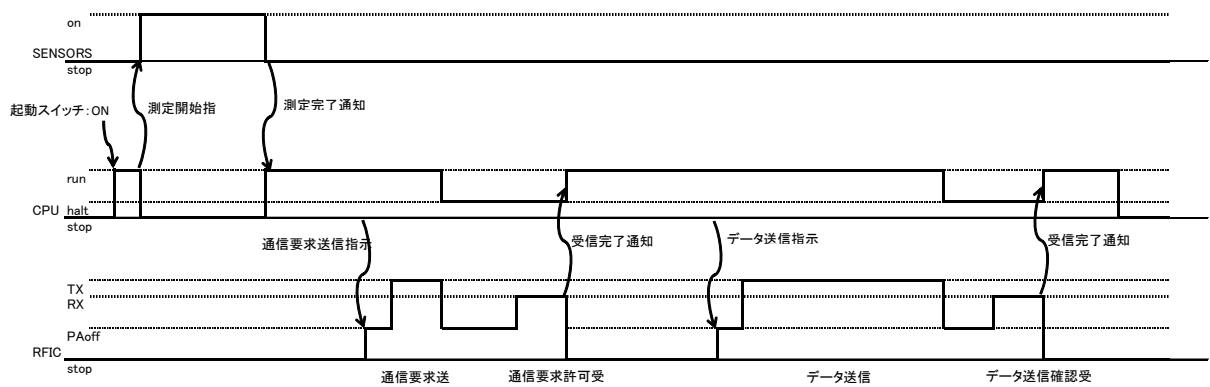 on
SENSORS
stop
起動スイッチ:ON
測定開始指
測定完了通知
run
CPU halt
stop
通信要求送信指示
受信完了通知
データ送信指示
受信完了通知
TX
RX
PAoff
RFIC
stop
通信要求送
通信要求許可受
データ送信
データ送信確認受